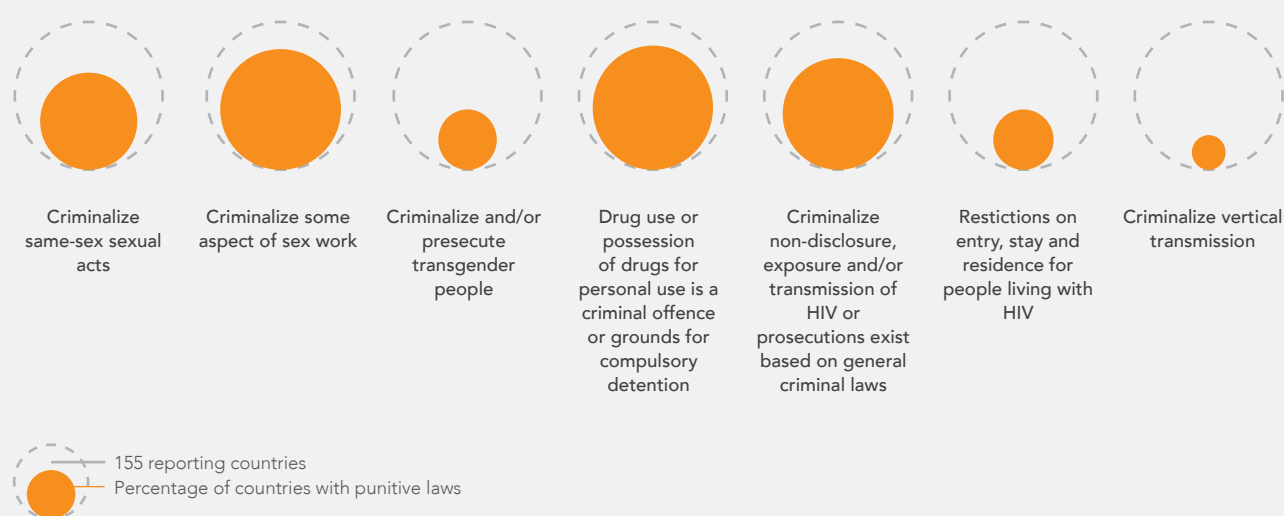 Criminalize
same-sex sexual
acts
Criminalize some
aspect of sex work
Criminalize and/or
presecute
transgender
people
Drug use or
possession
of drugs for
personal use is a
criminal offence
or grounds for
compulsory
detention
Criminalize
non-disclosure,
exposure and/or
transmission of
HIV or
prosecutions exist
based on general
criminal laws
Restictions on
entry, stay and
residence for
people living with
HIV
Criminalize vertical
transmission
155 reporting countries
Percentage of countries with punitive laws